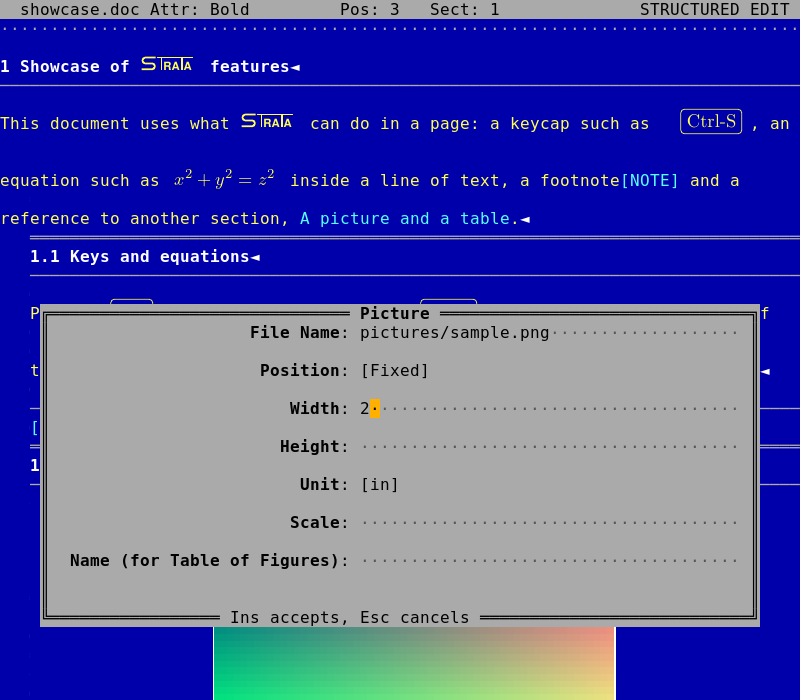 showcase.doc Attr: Bold Pos: 3 Sect: 1 STRUCTURED EDIT
1 Showcase of STRATA features◄
This document uses what STRATA can do in a page: a keycap such as Ctrl-S , an
equation such as x² + y² = z² inside a line of text, a footnote[NOTE] and a
reference to another section, A picture and a table.◄
1.1 Keys and equations◄
P f
t ◄
[
1
Picture
File Name: pictures/sample.png
Position: [Fixed]
Width: 2
Height:
Unit: [in]
Scale:
Name (for Table of Figures):
Ins accepts, Esc cancels